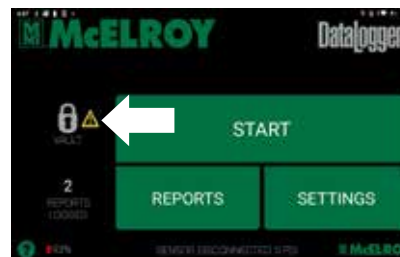 McELROY
DataLogger
VAULT
START
2
REPORTS
LOGGED
REPORTS
SETTINGS
SENSOR DISCONNECTED
McELROY